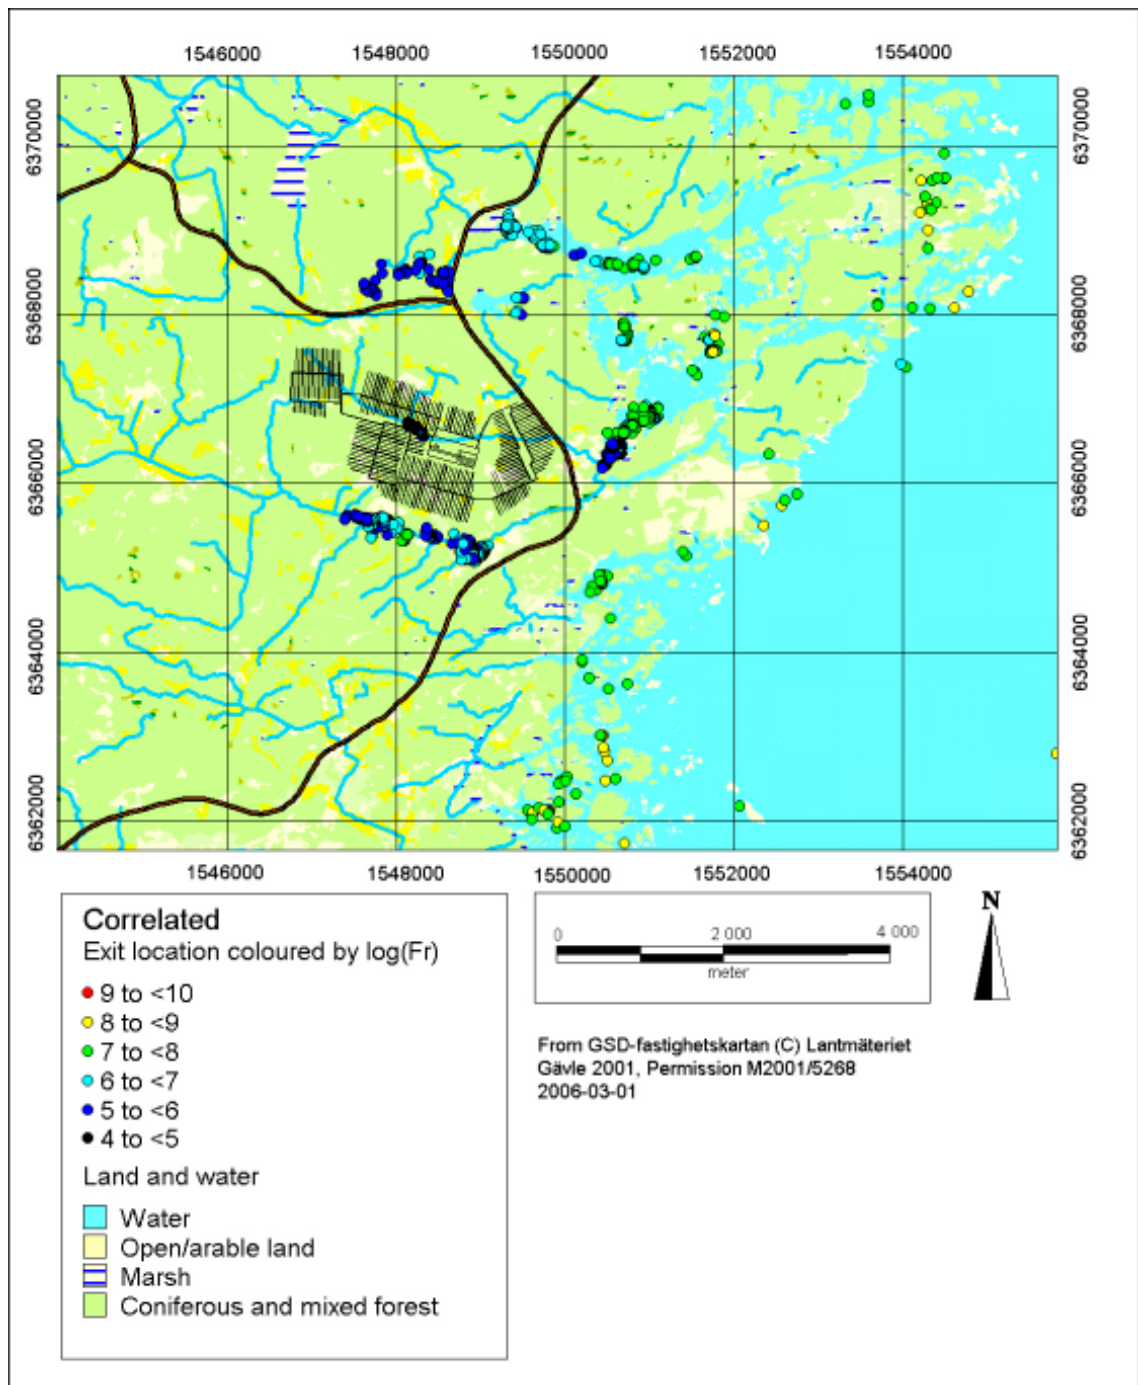 1546000 1548000 1550000 1552000 1554000
6370000 6370000
6368000 6368000
6366000 6366000
6364000 6364000
6362000 6362000
1546000 1548000 1550000 1552000 1554000
Correlated
Exit location coloured by log(Fr)
9 to <10
8 to <9
7 to <8
6 to <7
5 to <6
4 to <5
Land and water
Water
Open/arable land
Marsh
Coniferous and mixed forest
0 2 000 4 000
meter
N
From GSD-fastighetskartan (C) Lantmäteriet
Gävle 2001, Permission M2001/5268
2006-03-01